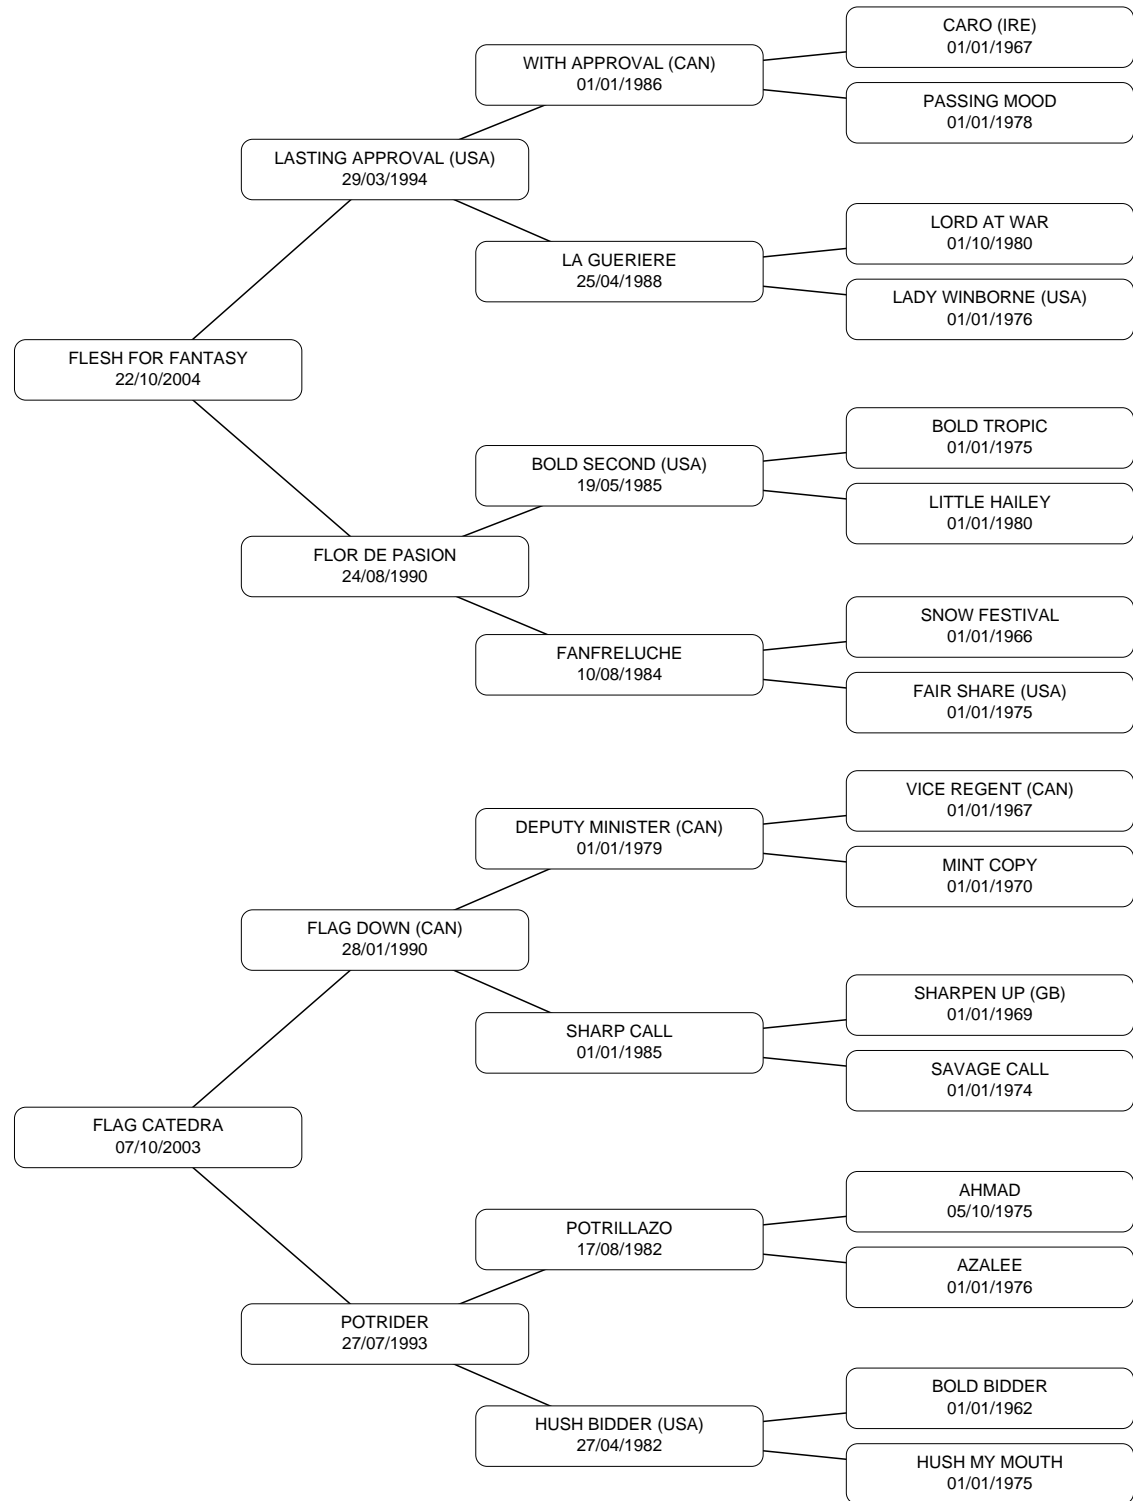 CARO (IRE)
01/01/1967
WITH APPROVAL (CAN)
01/01/1986
PASSING MOOD
01/01/1978
LASTING APPROVAL (USA)
29/03/1994
LORD AT WAR
01/10/1980
LA GUERIERE
25/04/1988
LADY WINBORNE (USA)
01/01/1976
FLESH FOR FANTASY
22/10/2004
BOLD TROPIC
01/01/1975
BOLD SECOND (USA)
19/05/1985
LITTLE HAILEY
01/01/1980
FLOR DE PASION
24/08/1990
SNOW FESTIVAL
01/01/1966
FANFRELUCHE
10/08/1984
FAIR SHARE (USA)
01/01/1975
VICE REGENT (CAN)
01/01/1967
DEPUTY MINISTER (CAN)
01/01/1979
MINT COPY
01/01/1970
FLAG DOWN (CAN)
28/01/1990
SHARPEN UP (GB)
01/01/1969
SHARP CALL
01/01/1985
SAVAGE CALL
01/01/1974
FLAG CATEDRA
07/10/2003
AHMAD
05/10/1975
POTRILLAZO
17/08/1982
AZALEE
01/01/1976
POTRIDER
27/07/1993
BOLD BIDDER
01/01/1962
HUSH BIDDER (USA)
27/04/1982
HUSH MY MOUTH
01/01/1975